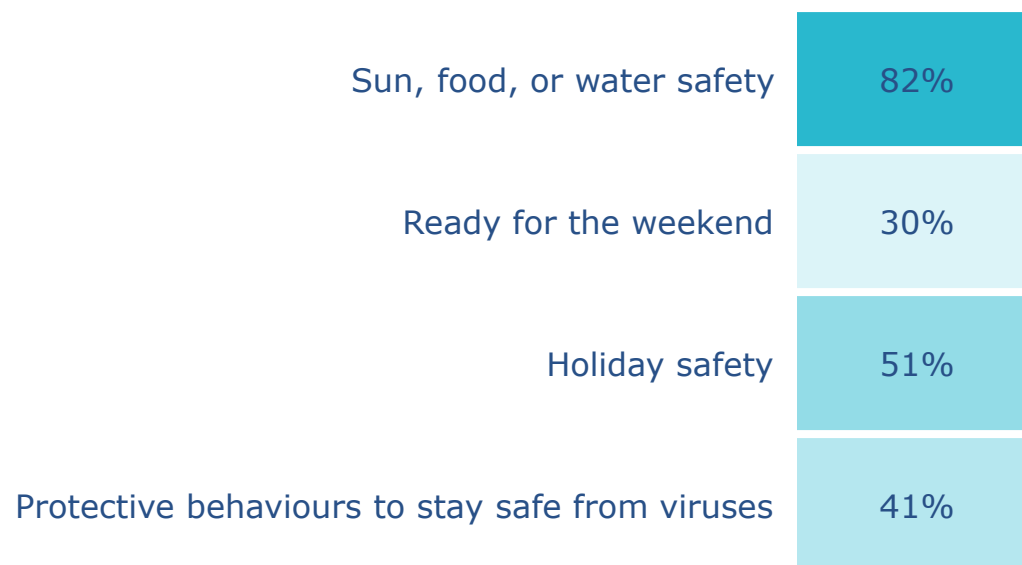 Sun, food, or water safety 82%
Ready for the weekend 30%
Holiday safety 51%
Protective behaviours to stay safe from viruses 41%